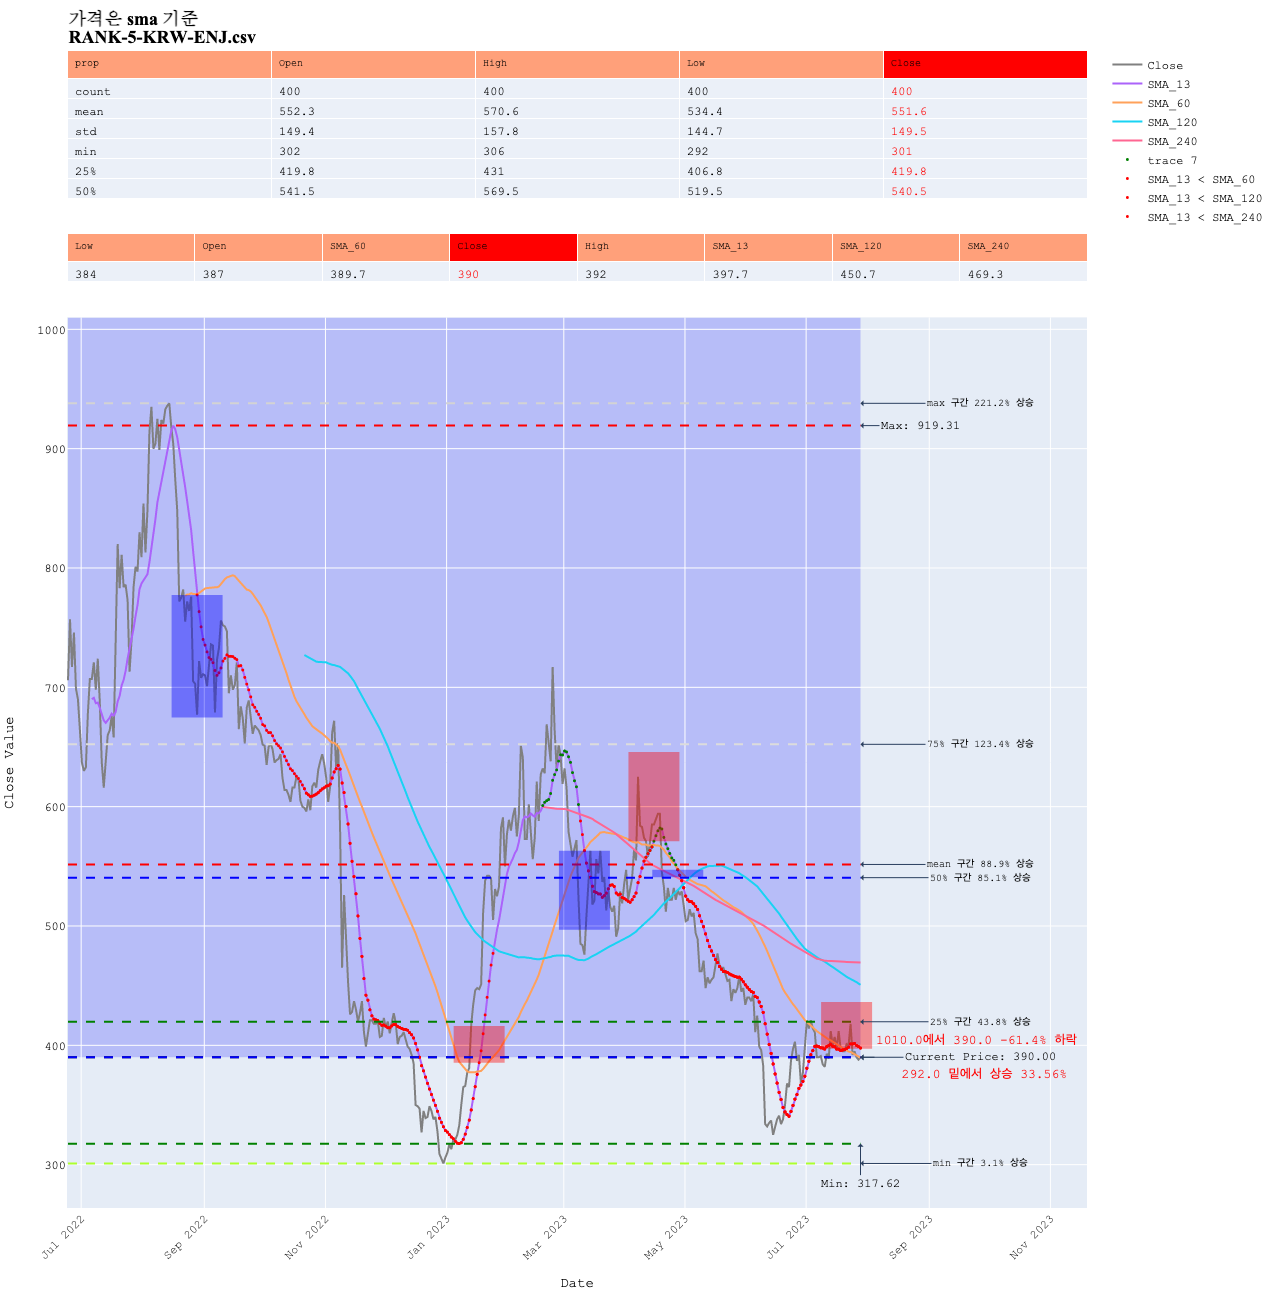 가격은 sma 기준
RANK-5-KRW-ENJ.csv
prop Open High Low Close
count 400 400 400 400
mean 552.3 570.6 534.4 551.6
std 149.4 157.8 144.7 149.5
min 302 306 292 301
25% 419.8 431 406.8 419.8
50% 541.5 569.5 519.5 540.5
Low Open SMA_60 Close High SMA_13 SMA_120 SMA_240
384 387 389.7 390 392 397.7 450.7 469.3
Close
SMA_13
SMA_60
SMA_120
SMA_240
trace 7
SMA_13 < SMA_60
SMA_13 < SMA_120
SMA_13 < SMA_240
1000
900
800
700
600
500
400
300
Close Value
max 구간 221.2% 상승
Max: 919.31
75% 구간 123.4% 상승
mean 구간 88.9% 상승
50% 구간 85.1% 상승
25% 구간 43.8% 상승
1010.0에서 390.0 -61.4% 하락
Current Price: 390.00
292.0 밑에서 상승 33.56%
min 구간 3.1% 상승
Min: 317.62
Jul 2022
Sep 2022
Nov 2022
Jan 2023
Mar 2023
May 2023
Jul 2023
Sep 2023
Nov 2023
Date